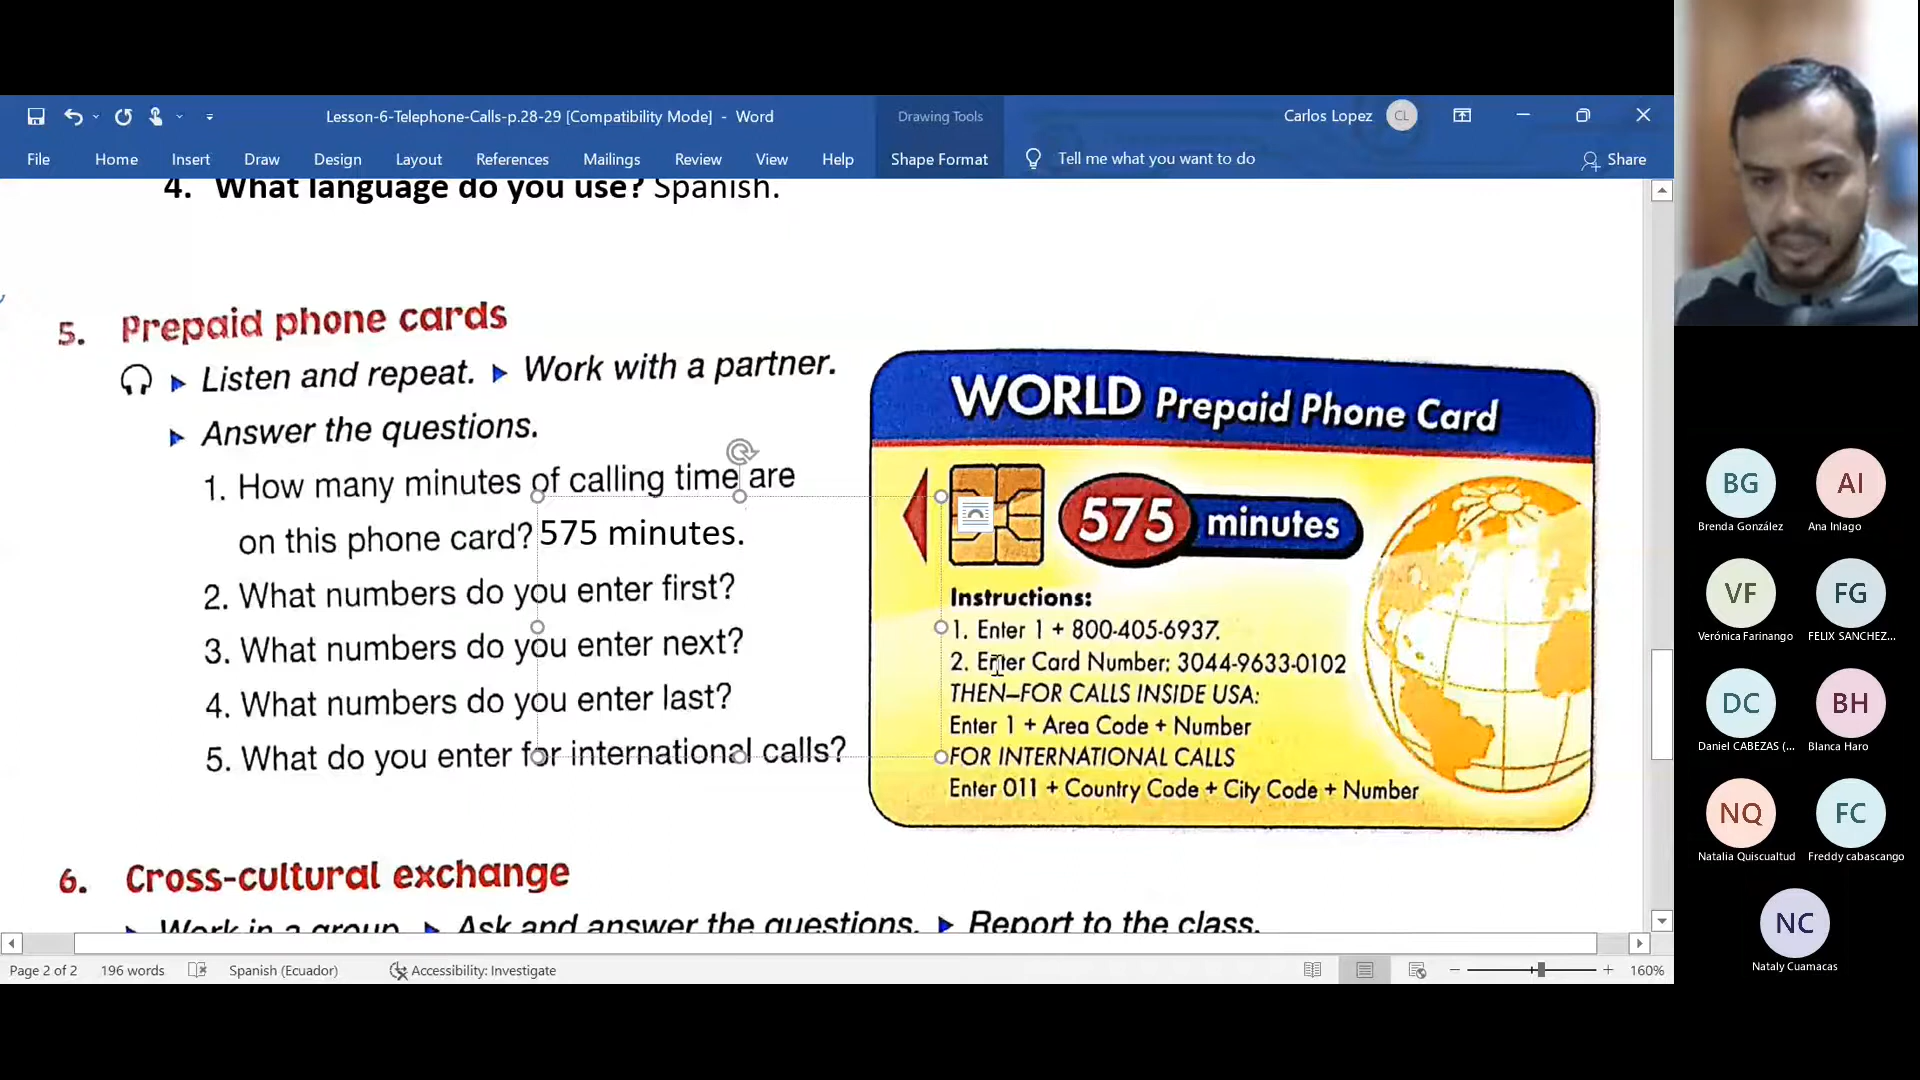 Lesson-6-Telephone-Calls-p.28-29 [Compatibility Mode] - Word
Drawing Tools
Carlos Lopez
CL
File
Home
Insert
Draw
Design
Layout
References
Mailings
Review
View
Help
Shape Format
Tell me what you want to do
Share
4. What language do you use? Spanish.
5. Prepaid phone cards
Listen and repeat. Work with a partner.
Answer the questions.
1. How many minutes of calling time are
on this phone card? 575 minutes.
2. What numbers do you enter first?
3. What numbers do you enter next?
4. What numbers do you enter last?
5. What do you enter for international calls?
WORLD Prepaid Phone Card
575 minutes
Instructions:
1. Enter 1 + 800-405-6937.
2. Enter Card Number: 3044-9633-0102
THEN–FOR CALLS INSIDE USA:
Enter 1 + Area Code + Number
FOR INTERNATIONAL CALLS
Enter 011 + Country Code + City Code + Number
6. Cross-cultural exchange
Work in a group. Ask and answer the questions. Report to the class.
Page 2 of 2
196 words
Spanish (Ecuador)
Accessibility: Investigate
160%
BG
Brenda González
AI
Ana Inlago
VF
Verónica Farinango
FG
FELIX SANCHEZ...
DC
Daniel CABEZAS (...
BH
Blanca Haro
NQ
Natalia Quiscualtud
FC
Freddy cabascango
NC
Nataly Cuamacas